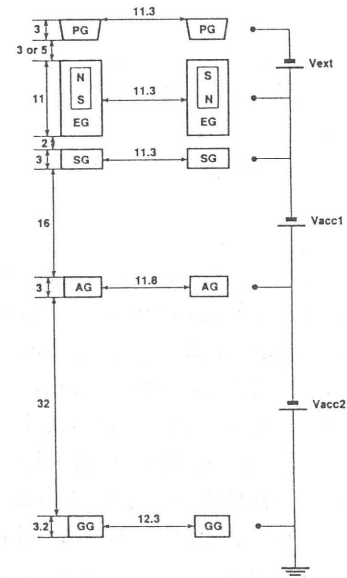 11.3
3 PG PG
3 or 5 Vext
N S
11 11.3
S N
EG EG
2
3 SG 11.3 SG
16 Vacc1
3 AG 11.8 AG
32 Vacc2
3.2 GG 12.3 GG